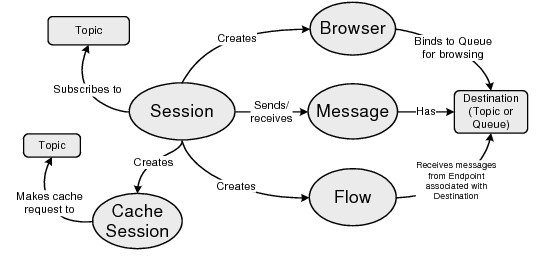 Topic
Browser
Creates
Binds to Queue
for browsing
Subscribes to
Session
Sends/
receives
Message
Has
Destination
(Topic or
Queue)
Topic
Creates
Creates
Receives messages
from Endpoint
associated with
Destination
Makes cache
request to
Cache
Session
Flow